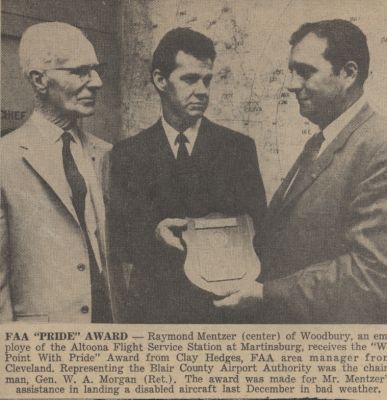 CHIEF
FAA "PRIDE" AWARD — Raymond Mentzer (center) of Woodbury, an em
ploye of the Altoona Flight Service Station at Martinsburg, receives the "W
Point With Pride" Award from Clay Hedges, FAA area manager from
Cleveland. Representing the Blair County Airport Authority was the chair
man, Gen. W. A. Morgan (Ret.). The award was made for Mr. Mentzer'
assistance in landing a disabled aircraft last December in bad weather.